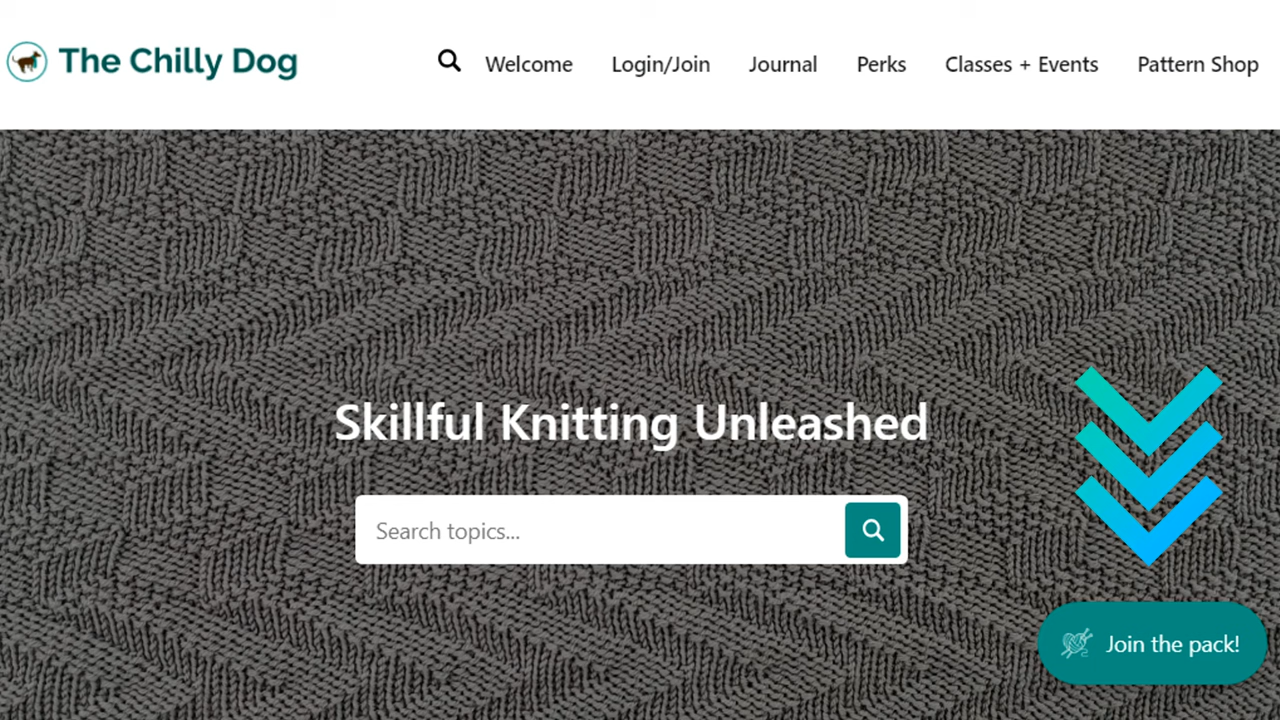 The Chilly Dog
Welcome Login/Join Journal Perks Classes + Events Pattern Shop
Skillful Knitting Unleashed
Search topics...
Join the pack!